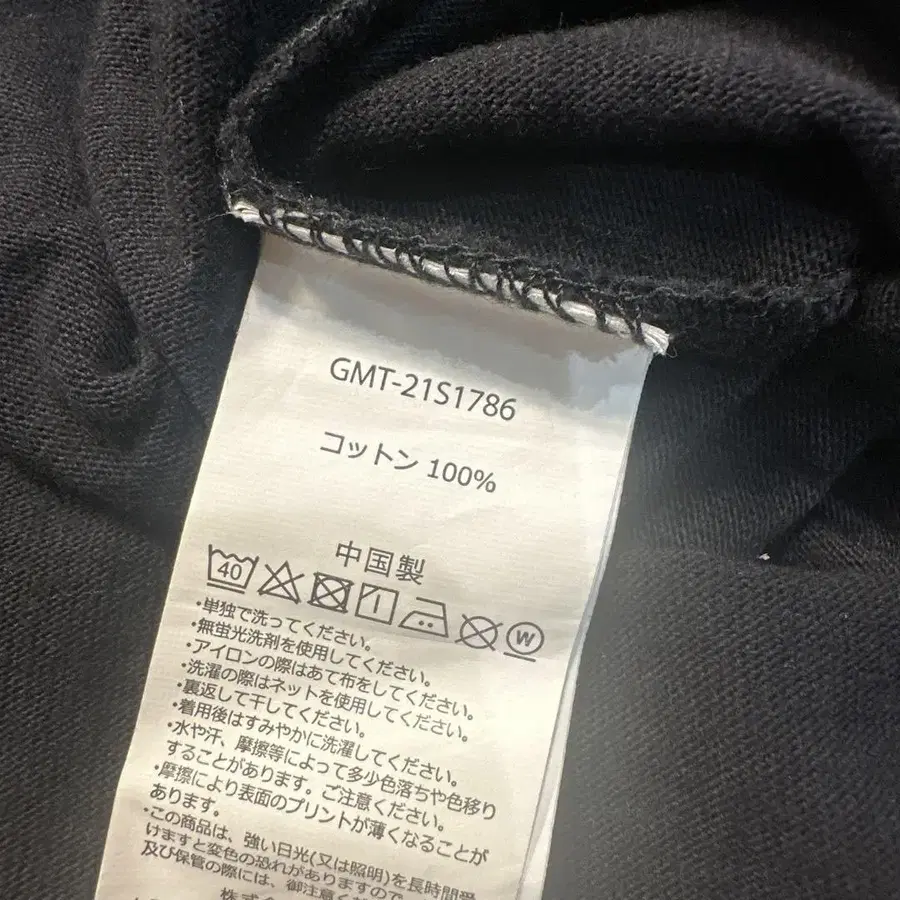 GMT-21S1786
コットン 100%
中国製
40 W
・単独で洗ってください。
・無蛍光洗剤を使用してください。
・アイロンの際はあて布をしてください。
・洗濯の際はネットを使用してください。
・裏返して干してください。
・着用後はすみやかに洗濯してください。
・水や汗、摩擦等によって多少色落ちや色移り
することがあります。ご注意ください。
・摩擦により表面のプリントが薄くなることが
あります。
・この商品は、強い日光(又は照明)を長時間受
けますと変色の恐れがありますので
及び保管の際には、御注意くだ
株式